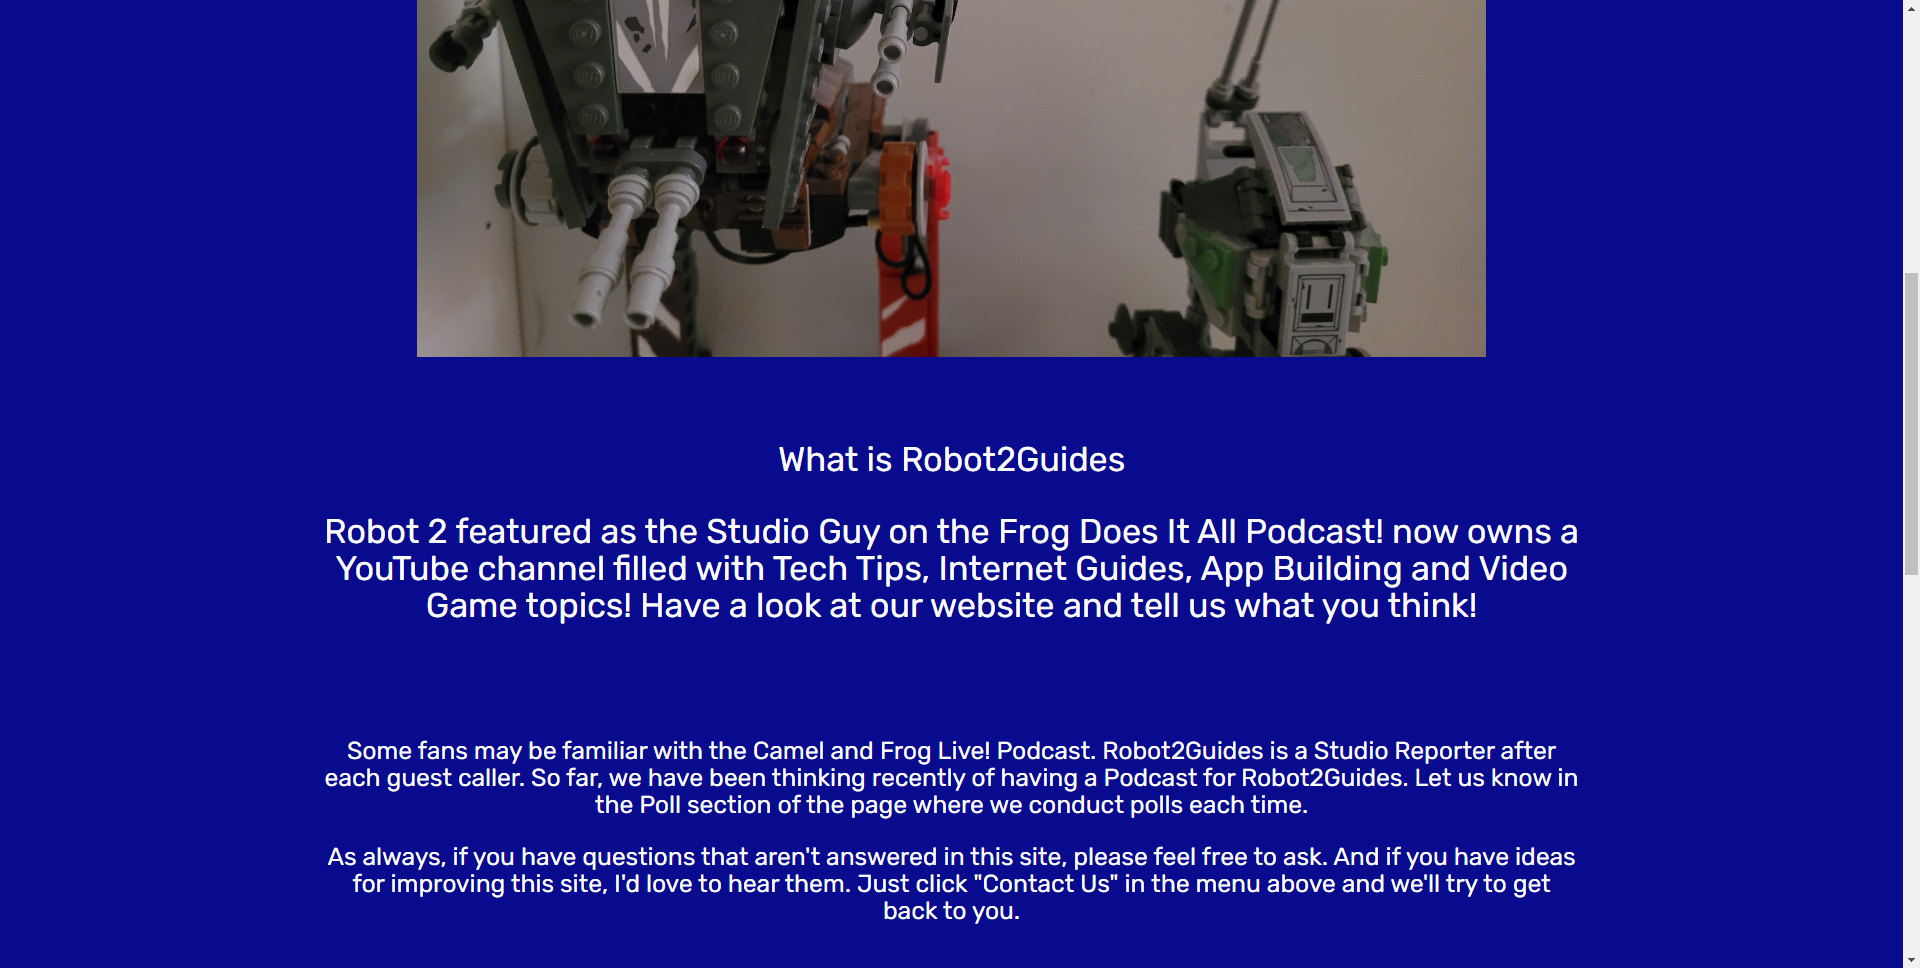 What is Robot2Guides
Robot 2 featured as the Studio Guy on the Frog Does It All Podcast! now owns a
YouTube channel filled with Tech Tips, Internet Guides, App Building and Video
Game topics! Have a look at our website and tell us what you think!
Some fans may be familiar with the Camel and Frog Live! Podcast. Robot2Guides is a Studio Reporter after
each guest caller. So far, we have been thinking recently of having a Podcast for Robot2Guides. Let us know in
the Poll section of the page where we conduct polls each time.
As always, if you have questions that aren't answered in this site, please feel free to ask. And if you have ideas
for improving this site, I'd love to hear them. Just click "Contact Us" in the menu above and we'll try to get
back to you.